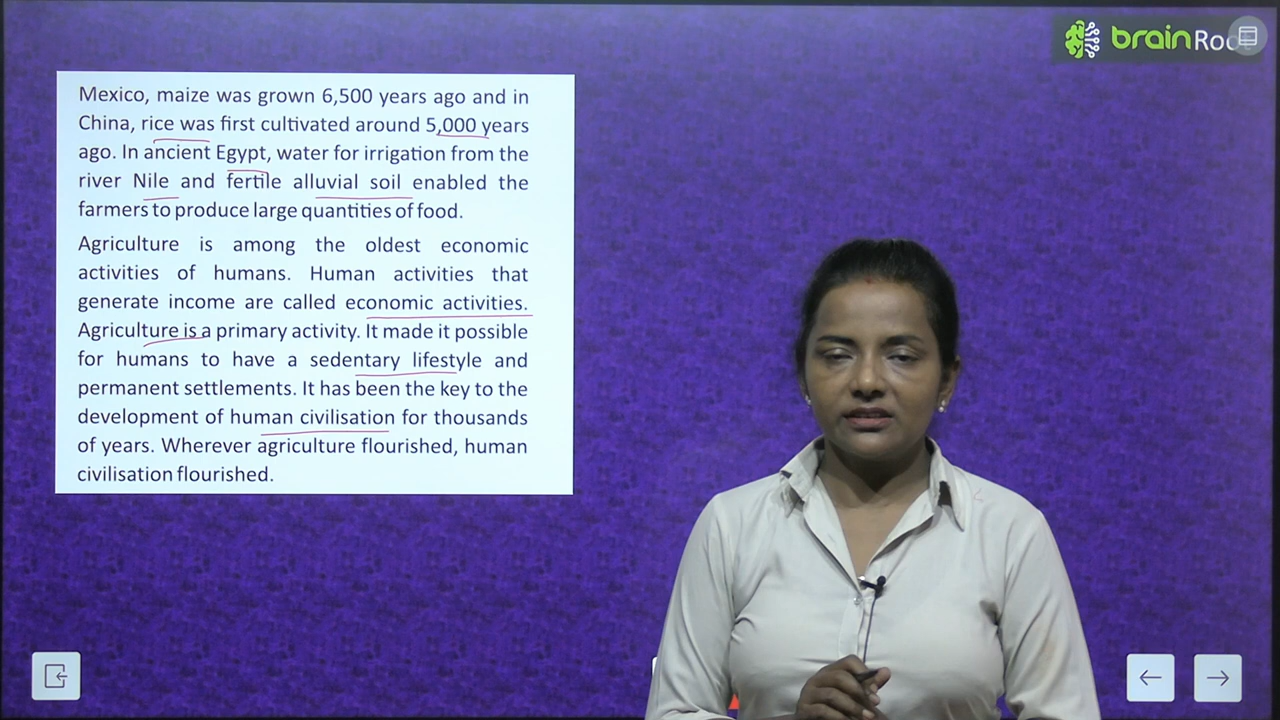 brainRoot
Mexico, maize was grown 6,500 years ago and in
China, rice was first cultivated around 5,000 years
ago. In ancient Egypt, water for irrigation from the
river Nile and fertile alluvial soil enabled the
farmers to produce large quantities of food.
Agriculture is among the oldest economic
activities of humans. Human activities that
generate income are called economic activities.
Agriculture is a primary activity. It made it possible
for humans to have a sedentary lifestyle and
permanent settlements. It has been the key to the
development of human civilisation for thousands
of years. Wherever agriculture flourished, human
civilisation flourished.